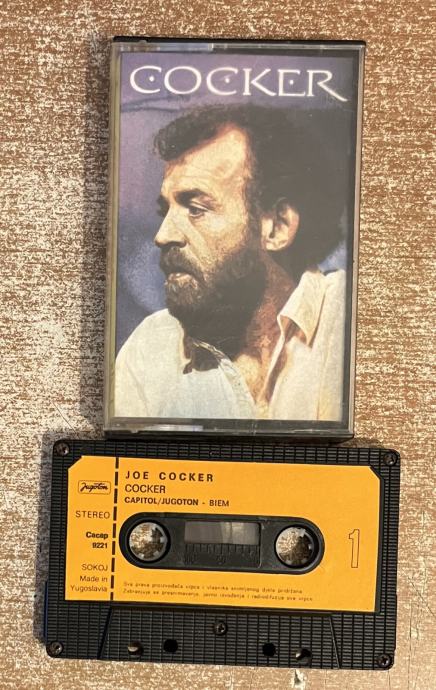 COCKER
Jugoton
STEREO
Cacap
9221
SOKOJ
Made in
Yugoslavia
JOE COCKER
COCKER
CAPITOL/JUGOTON - BIEM
1
Sva prava proizvođača vrpce i vlasnika snimljenog djela pridržana
Zabranjuje se presnimavanje, javno izvođenje i radiodifuzija ove vrpce